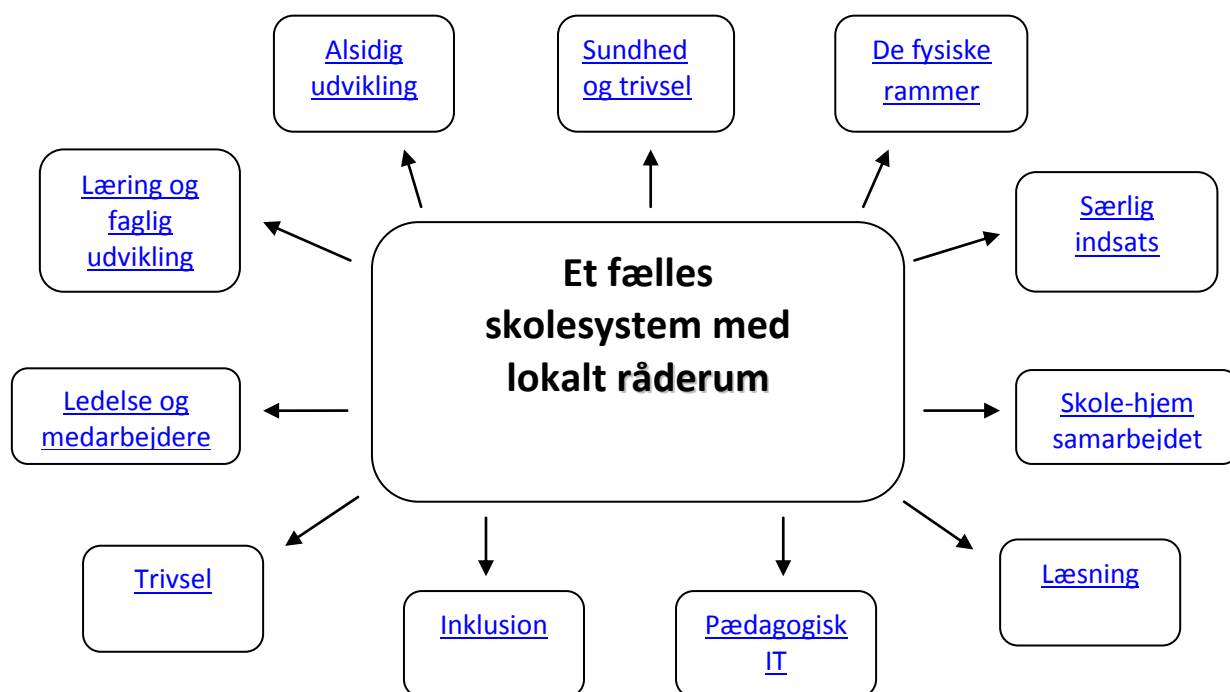 Alsidig
udvikling
Sundhed
og trivsel
De fysiske
rammer
Læring og
faglig
udvikling
Særlig
indsats
Et fælles
skolesystem med
lokalt råderum
Ledelse og
medarbejdere
Skole-hjem
samarbejdet
Trivsel
Inklusion
Pædagogisk
IT
Læsning